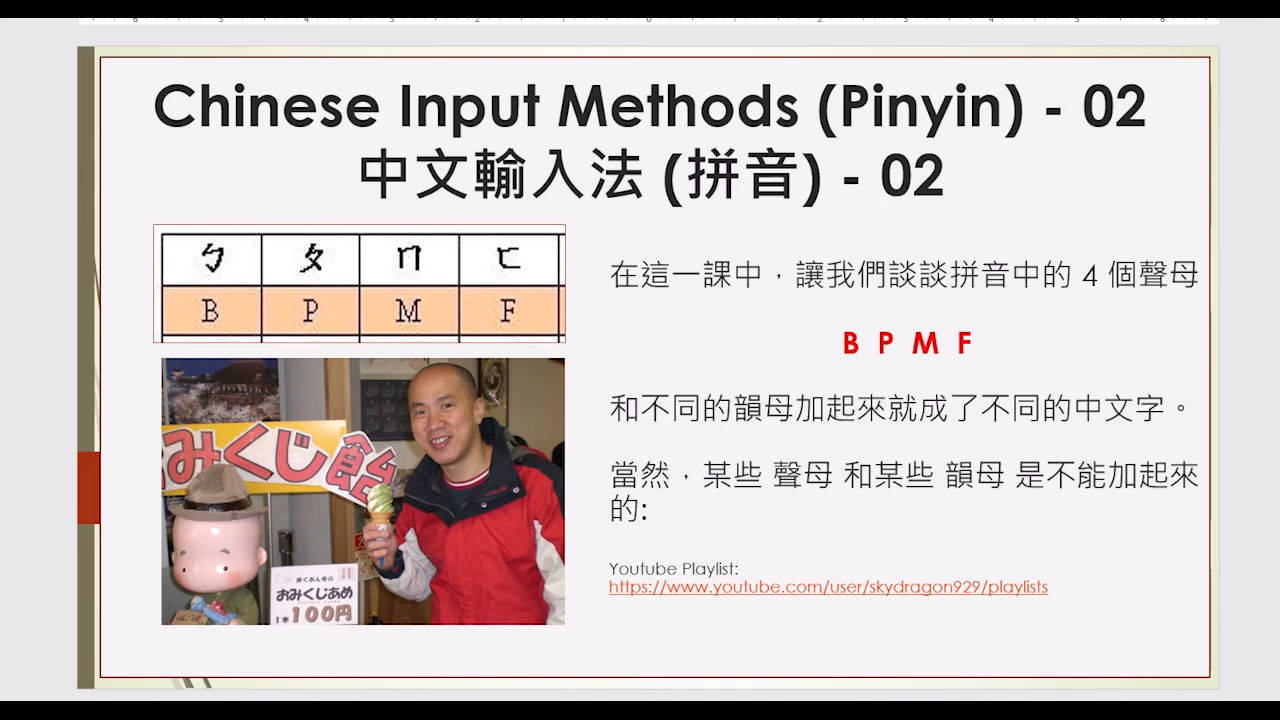 Chinese Input Methods (Pinyin) - 02
中文輸入法 (拼音) - 02
ㄅ ㄆ ㄇ ㄈ
B P M F
在這一課中，讓我們談談拼音中的 4 個聲母
B P M F
和不同的韻母加起來就成了不同的中文字。
當然，某些 聲母 和某些 韻母 是不能加起來
的:
Youtube Playlist:
https://www.youtube.com/user/skydragon929/playlists
おみくじ飴
おみくじあめ
1本100円